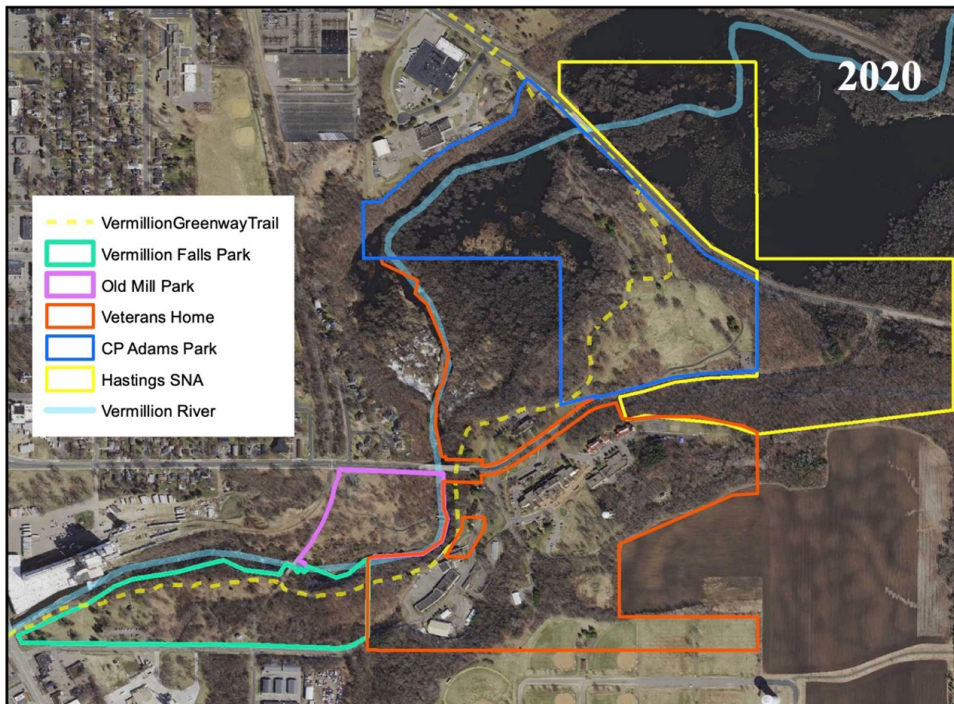 2020
VermillionGreenwayTrail
Vermillion Falls Park
Old Mill Park
Veterans Home
CP Adams Park
Hastings SNA
Vermillion River